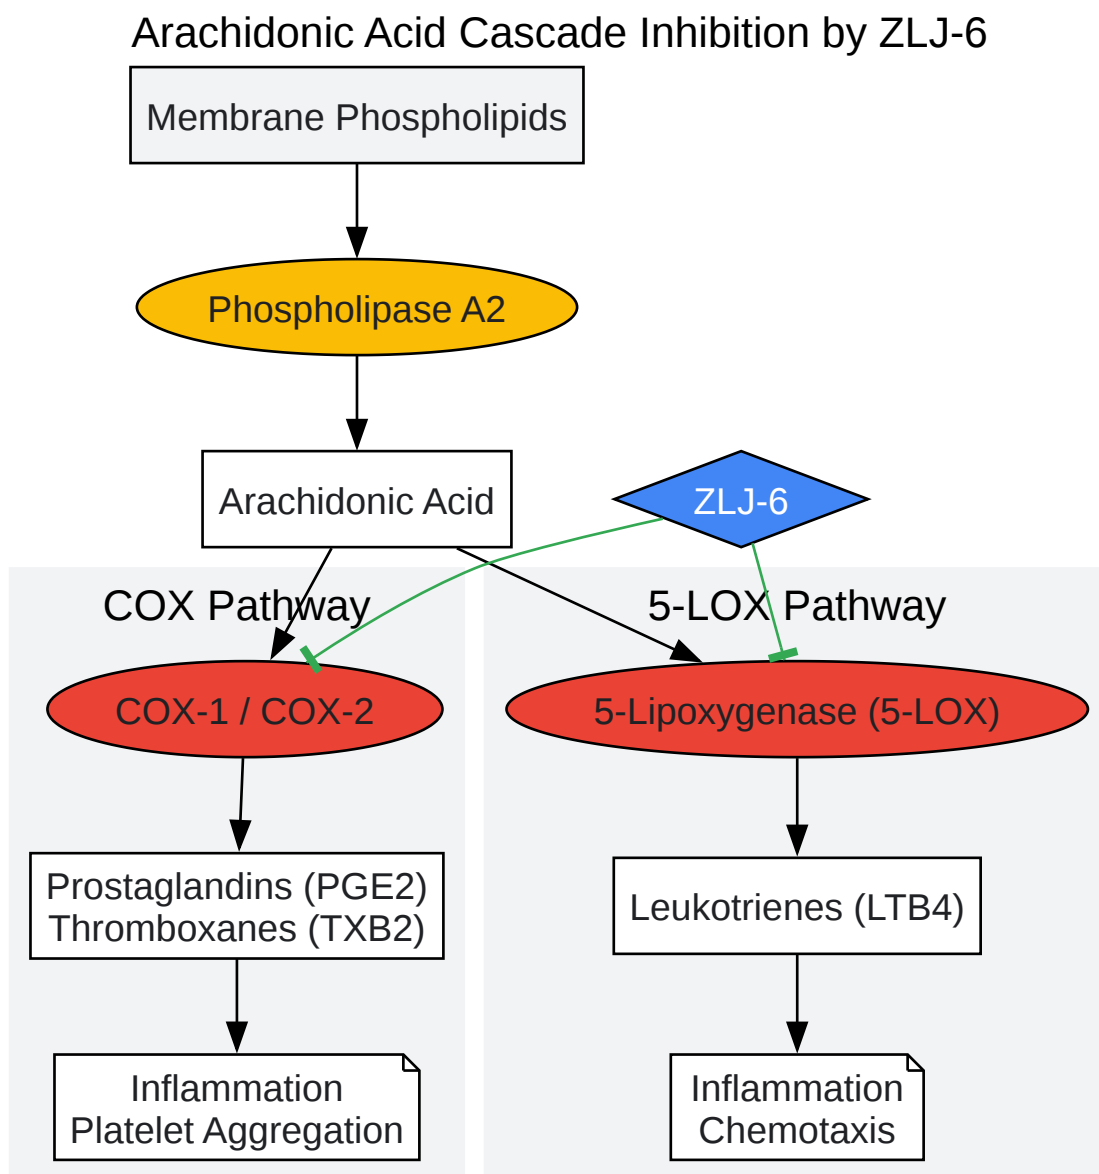 Arachidonic Acid Cascade Inhibition by ZLJ-6
Membrane Phospholipids
Phospholipase A2
Arachidonic Acid
ZLJ-6
COX Pathway
5-LOX Pathway
COX-1 / COX-2
5-Lipoxygenase (5-LOX)
Prostaglandins (PGE2)
Thromboxanes (TXB2)
Leukotrienes (LTB4)
Inflammation
Platelet Aggregation
Inflammation
Chemotaxis